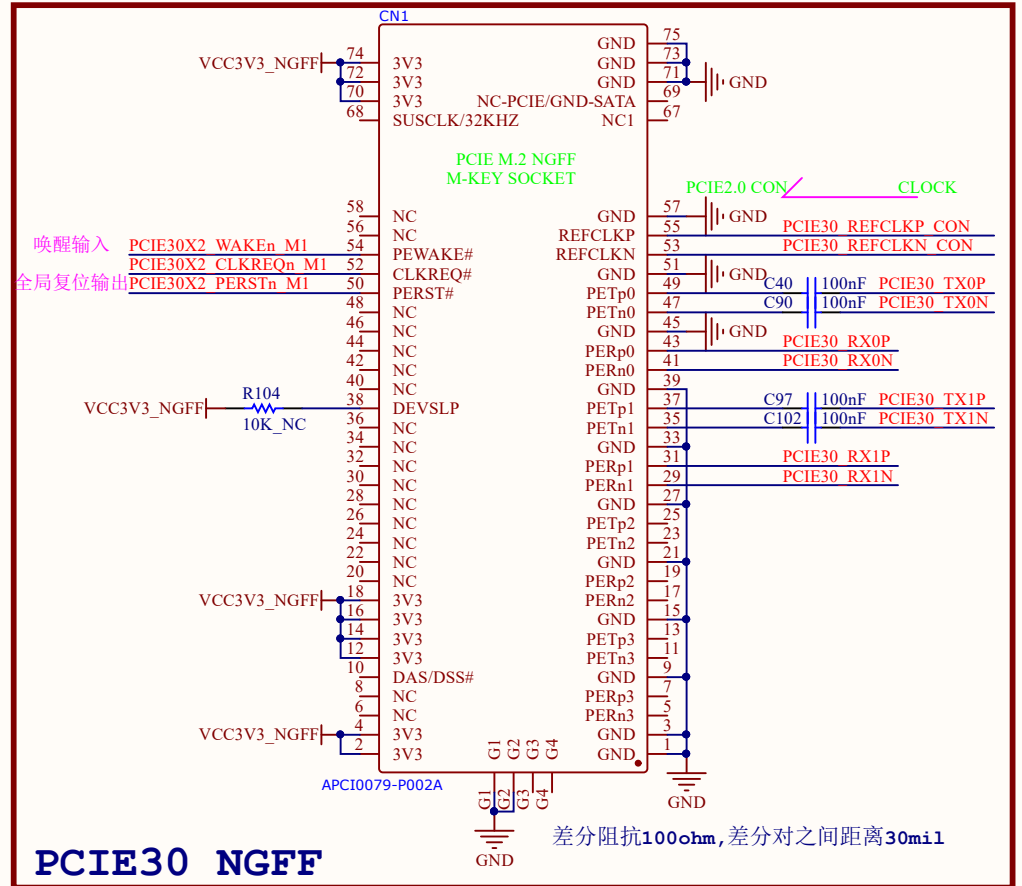 CN1
75
GND
VCC3V3_NGFF 74 3V3 GND 73
72 3V3 GND 71 GND
70 3V3 NC-PCIE/GND-SATA 69
68 SUSCLK/32KHZ NC1 67
PCIE M.2 NGFF
M-KEY SOCKET
PCIE2.0 CON CLOCK
58 NC GND 57 GND
56 NC REFCLKP 55 PCIE30_REFCLKP_CON
唤醒输入 PCIE30X2_WAKEn_M1 54 PEWAKE# REFCLKN 53 PCIE30_REFCLKN_CON
PCIE30X2_CLKREQn_M1 52 CLKREQ# GND 51 GND
全局复位输出 PCIE30X2_PERSTn_M1 50 PERST# PETp0 49 C40 100nF PCIE30_TX0P
48 NC PETn0 47 C90 100nF PCIE30_TX0N
46 NC GND 45 GND
44 NC PERp0 43 PCIE30_RX0P
42 NC PERn0 41 PCIE30_RX0N
40 NC GND 39
VCC3V3_NGFF R104 10K_NC 38 DEVSLP PETp1 37 C97 100nF PCIE30_TX1P
36 NC PETn1 35 C102 100nF PCIE30_TX1N
34 NC GND 33
32 NC PERp1 31 PCIE30_RX1P
30 NC PERn1 29 PCIE30_RX1N
28 NC GND 27
26 NC PETp2 25
24 NC PETn2 23
22 NC GND 21
20 NC PERp2 19
VCC3V3_NGFF 18 3V3 PERn2 17
16 3V3 GND 15
14 3V3 PETp3 13
12 3V3 PETn3 11
10 DAS/DSS# GND 9
8 NC PERp3 7
6 NC PERn3 5
VCC3V3_NGFF 4 3V3 GND 3
2 3V3 GND 1
G1 G2 G3 G4
APCI0079-P002A
G1 G2 G3 G4
GND
GND
差分阻抗100ohm,差分对之间距离30mil
PCIE30 NGFF